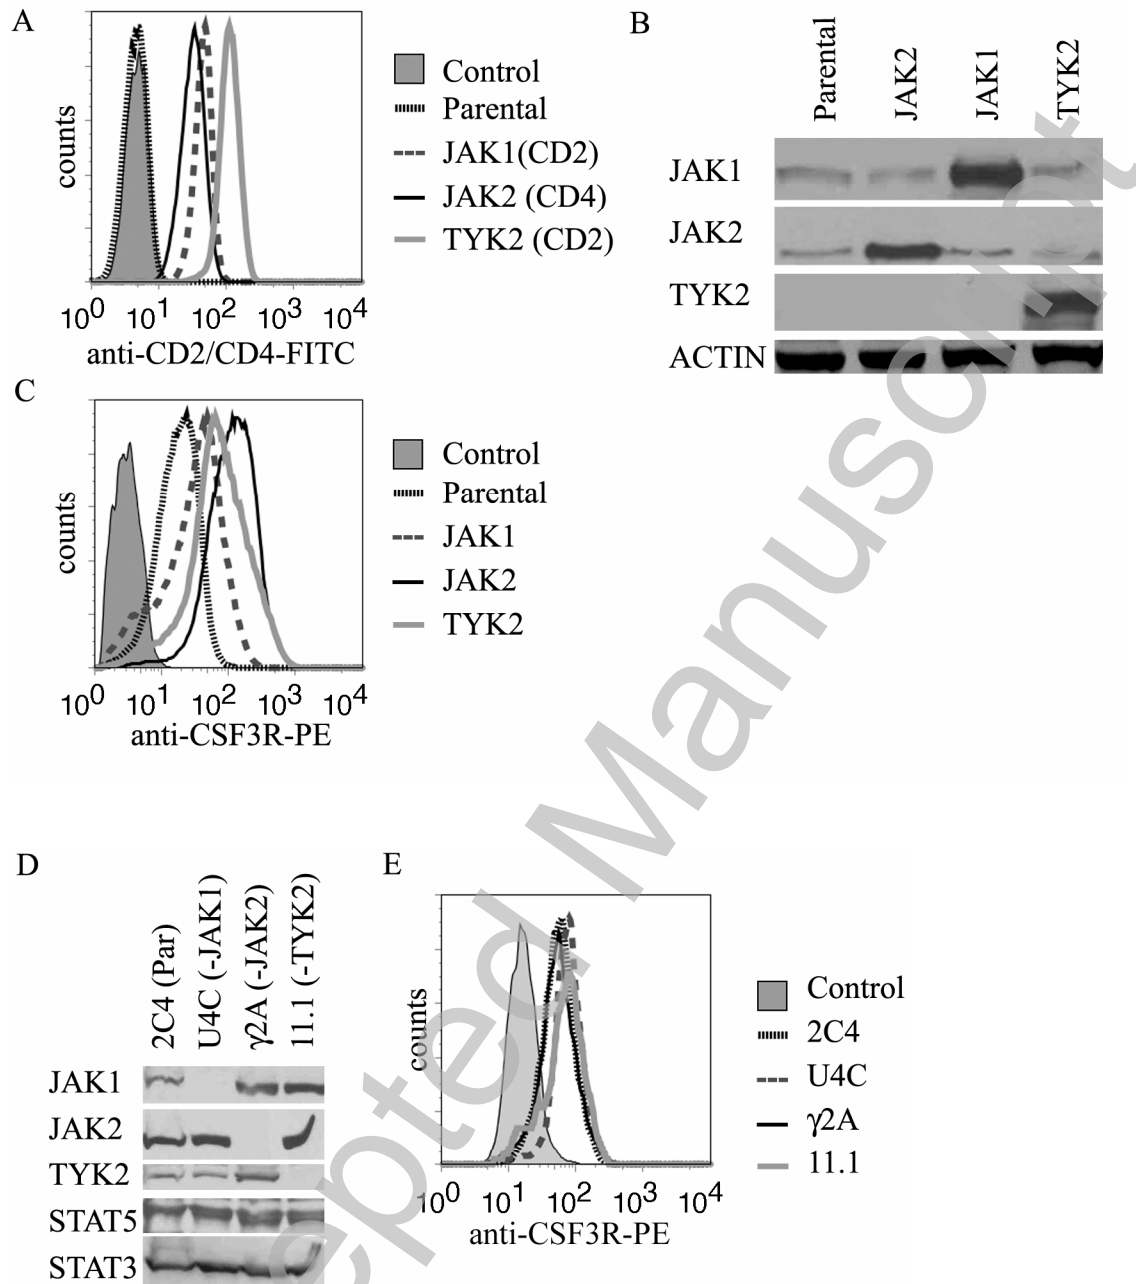 A
counts
10^0 10^1 10^2 10^3 10^4
anti-CD2/CD4-FITC
Control
Parental
JAK1(CD2)
JAK2 (CD4)
TYK2 (CD2)
B
Parental
JAK2
JAK1
TYK2
JAK1
JAK2
TYK2
ACTIN
C
counts
10^0 10^1 10^2 10^3 10^4
anti-CSF3R-PE
Control
Parental
JAK1
JAK2
TYK2
D
2C4 (Par)
U4C (-JAK1)
γ2A (-JAK2)
11.1 (-TYK2)
JAK1
JAK2
TYK2
STAT5
STAT3
E
counts
10^0 10^1 10^2 10^3 10^4
anti-CSF3R-PE
Control
2C4
U4C
γ2A
11.1
epted Manuscript